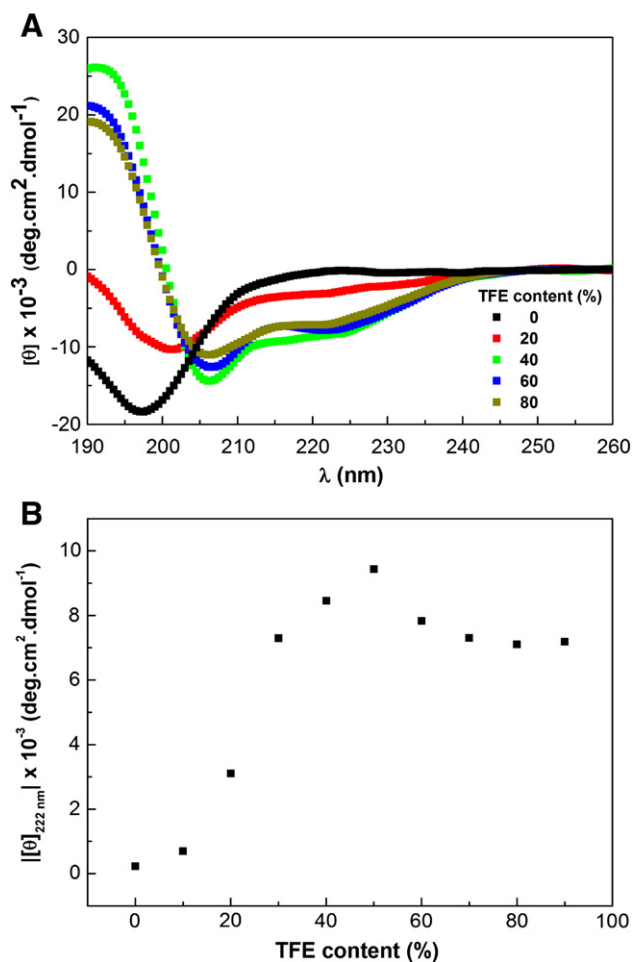 A
[θ] x 10⁻³ (deg.cm².dmol⁻¹)
30
20
10
0
-10
-20
TFE content (%)
0
20
40
60
80
190 200 210 220 230 240 250 260
λ (nm)
B
|[θ]₂₂₂ ₙₘ| x 10⁻³ (deg.cm².dmol⁻¹)
10
8
6
4
2
0
0 20 40 60 80 100
TFE content (%)